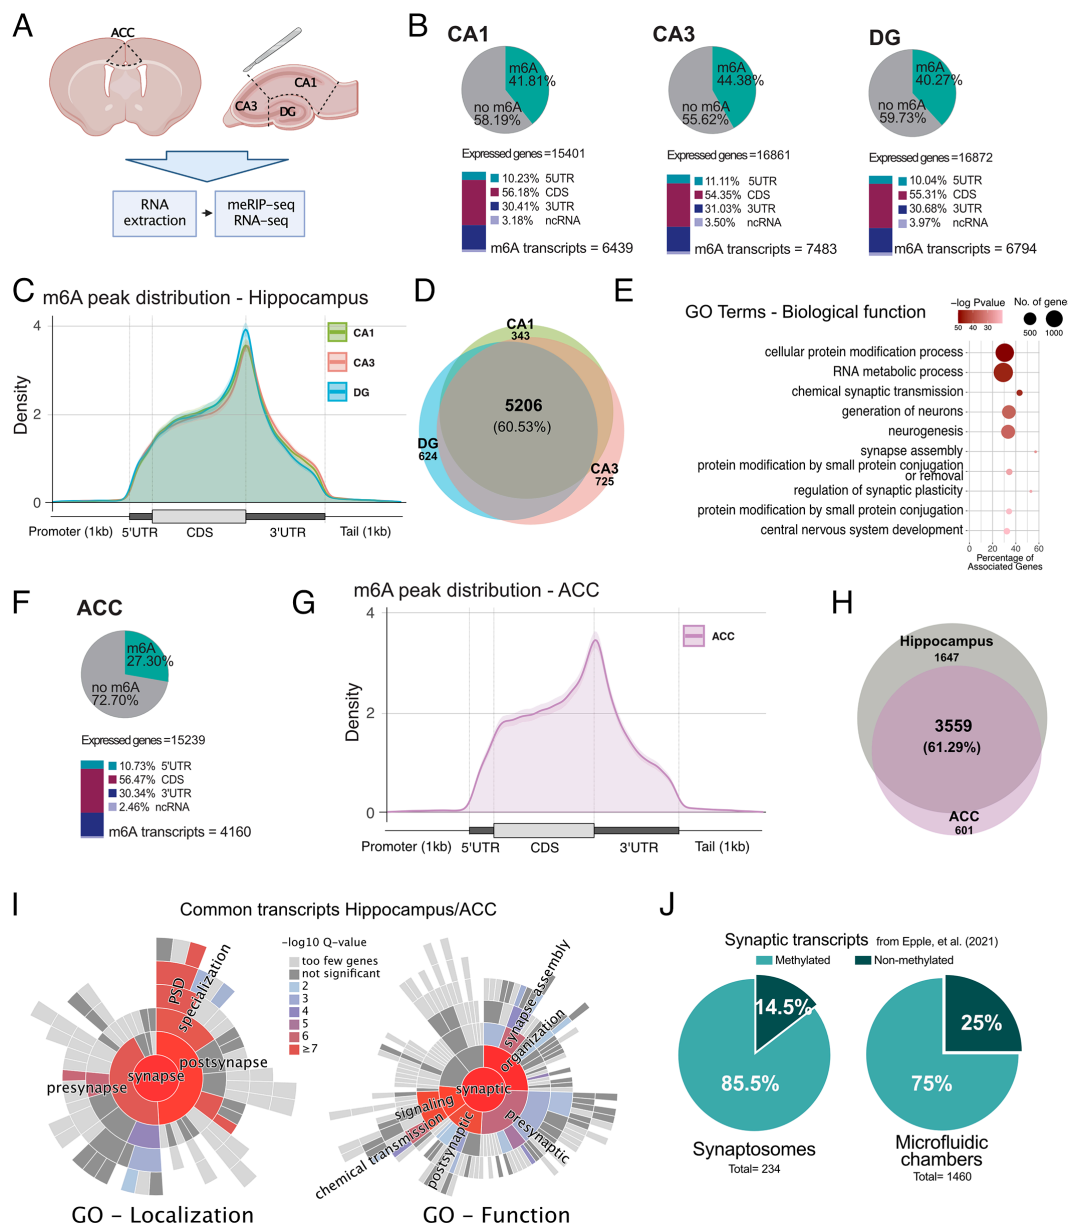 A
ACC
CA1
CA3
DG
RNA
extraction
meRIP-seq
RNA-seq
B
CA1
m6A
41.81%
no m6A
58.19%
Expressed genes =15401
10.23% 5UTR
56.18% CDS
30.41% 3UTR
3.18% ncRNA
m6A transcripts = 6439
CA3
m6A
44.38%
no m6A
55.62%
Expressed genes =16861
11.11% 5UTR
54.35% CDS
31.03% 3UTR
3.50% ncRNA
m6A transcripts = 7483
DG
m6A
40.27%
no m6A
59.73%
Expressed genes =16872
10.04% 5UTR
55.31% CDS
30.68% 3UTR
3.97% ncRNA
m6A transcripts = 6794
C
m6A peak distribution - Hippocampus
Density
4
2
0
CA1
CA3
DG
Promoter (1kb) 5'UTR CDS 3'UTR Tail (1kb)
D
CA1
343
5206
(60.53%)
DG
624
CA3
725
E
GO Terms - Biological function
-log Pvalue
50 40 30
No. of gene
500 1000
cellular protein modification process
RNA metabolic process
chemical synaptic transmission
generation of neurons
neurogenesis
synapse assembly
protein modification by small protein conjugation
or removal
regulation of synaptic plasticity
protein modification by small protein conjugation
central nervous system development
0 20 40 60
Percentage of
Associated Genes
F
ACC
m6A
27.30%
no m6A
72.70%
Expressed genes =15239
10.73% 5'UTR
56.47% CDS
30.34% 3'UTR
2.46% ncRNA
m6A transcripts = 4160
G
m6A peak distribution - ACC
Density
4
2
0
ACC
Promoter (1kb) 5'UTR CDS 3'UTR Tail (1kb)
H
Hippocampus
1647
3559
(61.29%)
ACC
601
I
Common transcripts Hippocampus/ACC
-log10 Q-value
too few genes
not significant
2
3
4
5
6
≥7
PSD
specialization
postsynapse
synapse
presynapse
GO - Localization
synapse assembly
organization
synaptic
signaling
chemical transmission
postsynaptic
presynaptic
GO - Function
J
Synaptic transcripts from Epple, et al. (2021)
Methylated Non-methylated
14.5%
85.5%
Synaptosomes
Total= 234
25%
75%
Microfluidic
chambers
Total= 1460